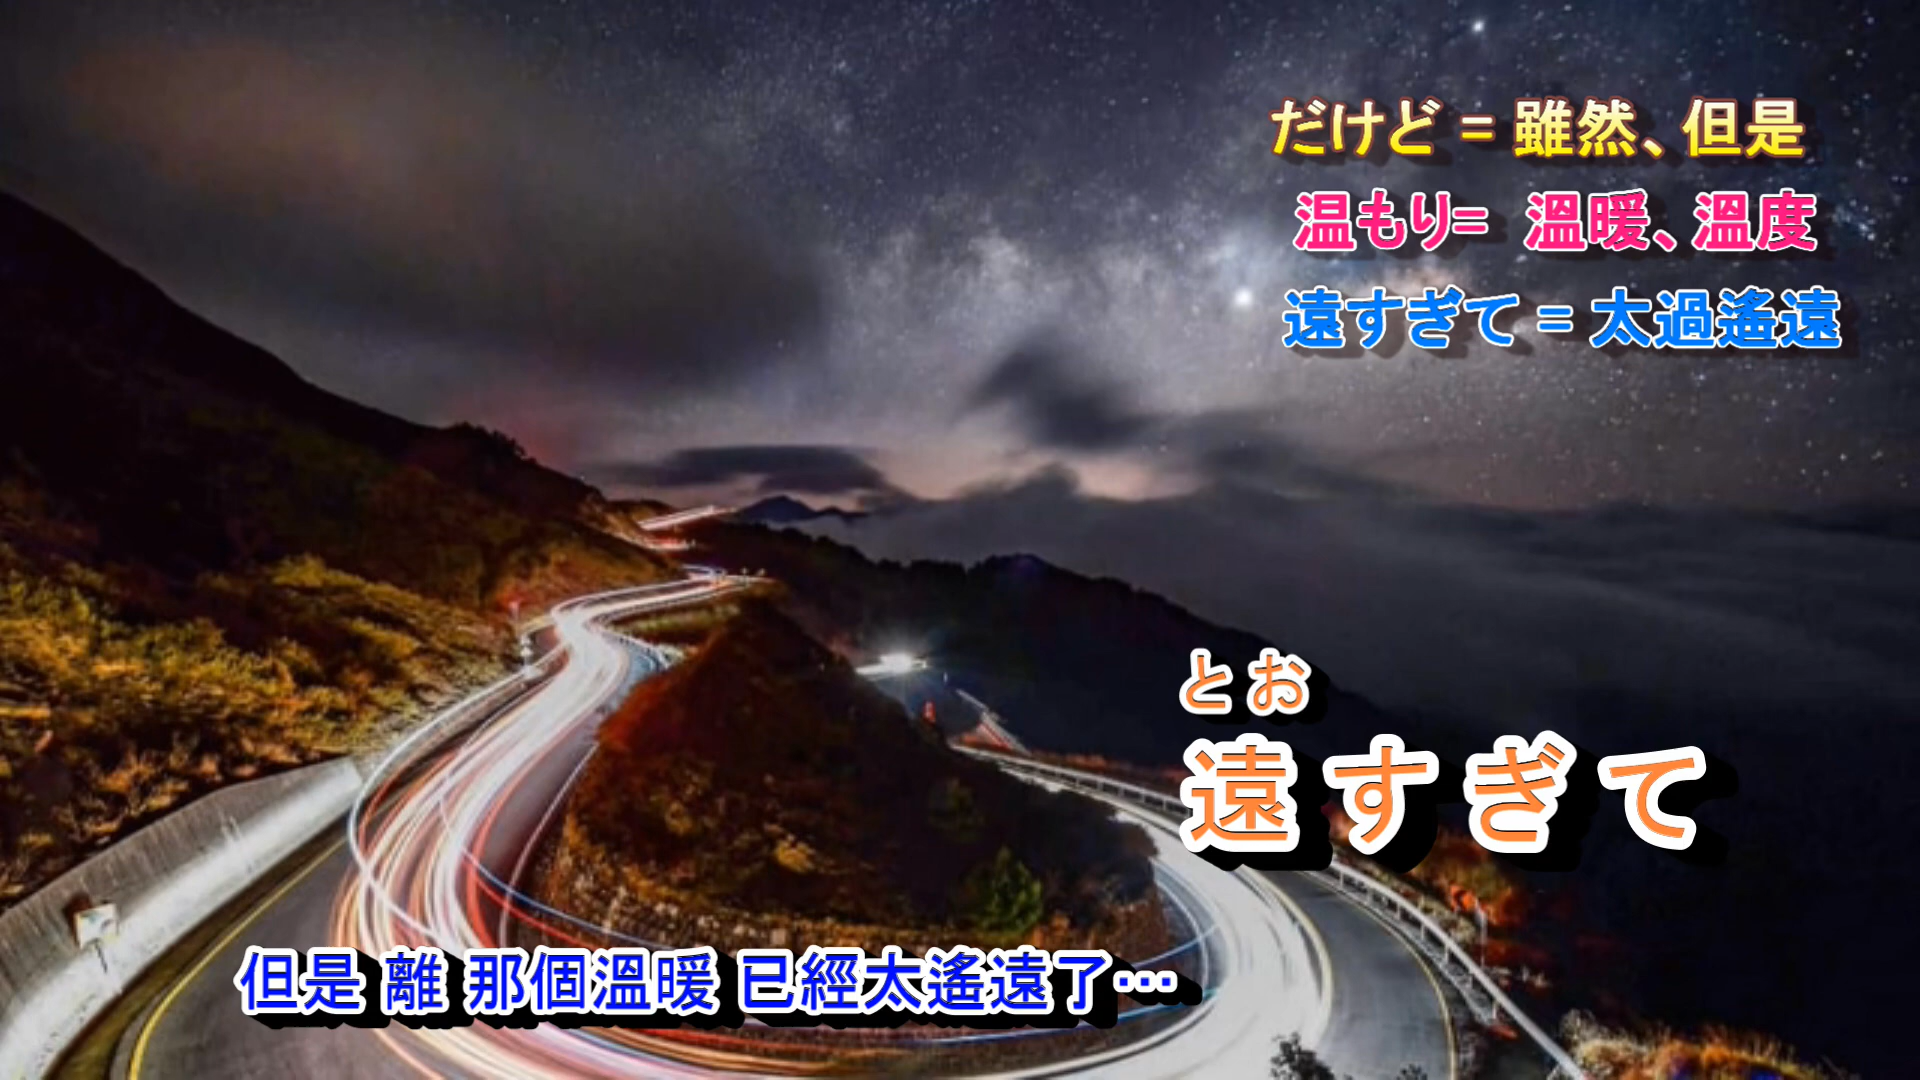 だけど = 雖然、但是
温もり= 溫暖、溫度
遠すぎて = 太過遙遠
とお
遠すぎて
但是 離 那個溫暖 已經太遙遠了…